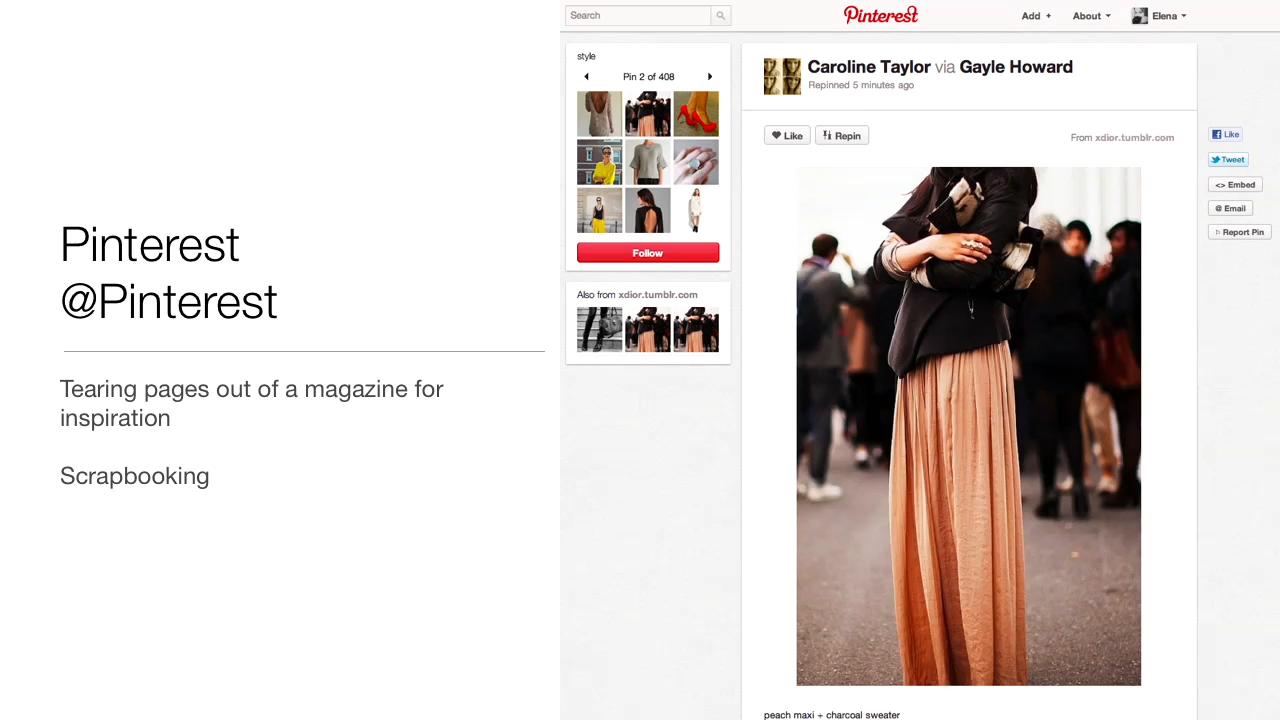 Pinterest
@Pinterest
Tearing pages out of a magazine for
inspiration
Scrapbooking
Search
Pinterest
Add +
About
Elena
style
Pin 2 of 408
Follow
Also from xdior.tumblr.com
Caroline Taylor via Gayle Howard
Repinned 5 minutes ago
Like
Repin
From xdior.tumblr.com
peach maxi + charcoal sweater
Like
Tweet
<> Embed
@ Email
Report Pin